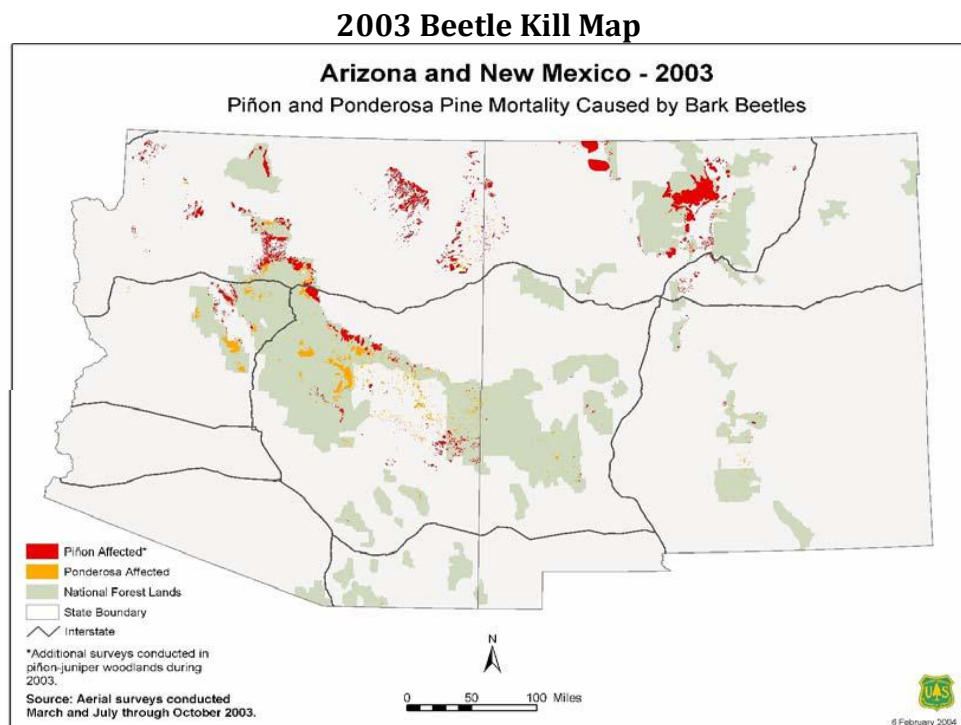 2003 Beetle Kill Map
Arizona and New Mexico - 2003
Piñon and Ponderosa Pine Mortality Caused by Bark Beetles
Piñon Affected*
Ponderosa Affected
National Forest Lands
State Boundary
Interstate
*Additional surveys conducted in
piñon-juniper woodlands during
2003.
Source: Aerial surveys conducted
March and July through October 2003.
N
0 50 100 Miles
U S
6 February 2004